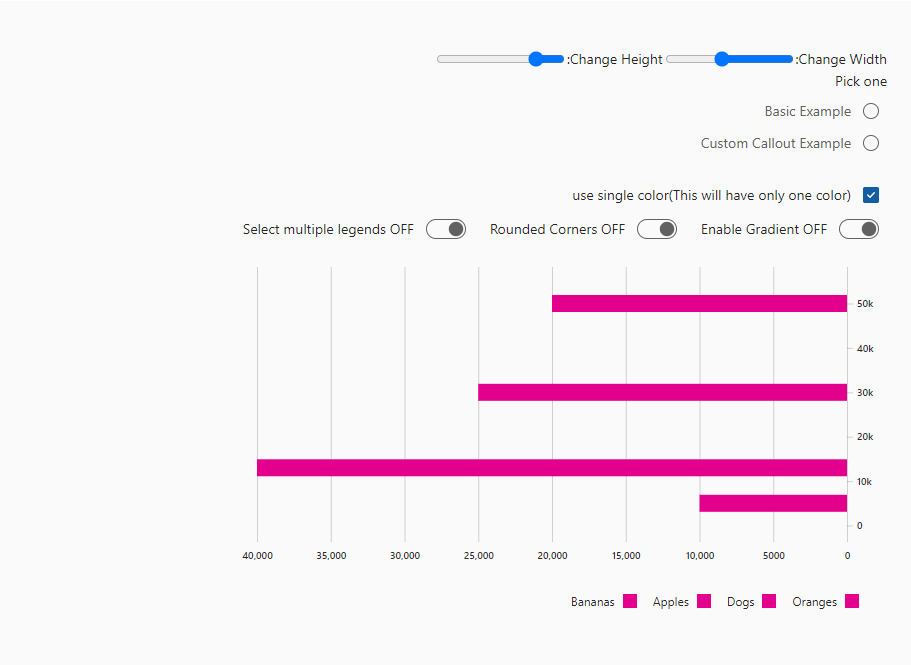 :Change Height :Change Width
Pick one
Basic Example
Custom Callout Example
use single color(This will have only one color)
Select multiple legends OFF Rounded Corners OFF Enable Gradient OFF
50k
40k
30k
20k
10k
0
40,000 35,000 30,000 25,000 20,000 15,000 10,000 5000 0
Bananas Apples Dogs Oranges